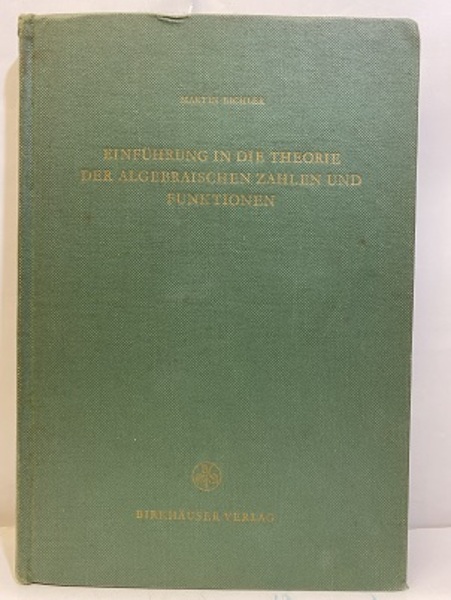 MARTIN EICHLER
EINFÜHRUNG IN DIE THEORIE
DER ALGEBRAISCHEN ZAHLEN UND
FUNKTIONEN
BIRKHÄUSER VERLAG